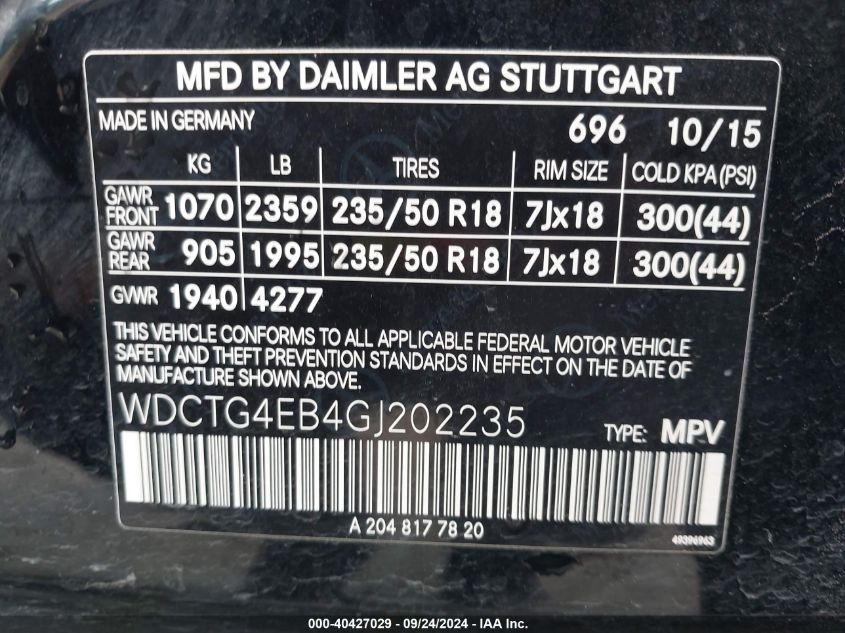 MFD BY DAIMLER AG STUTTGART
MADE IN GERMANY 696 10/15
KG LB TIRES RIM SIZE COLD KPA (PSI)
GAWR FRONT 1070 2359 235/50 R18 7Jx18 300(44)
GAWR REAR 905 1995 235/50 R18 7Jx18 300(44)
GVWR 1940 4277
THIS VEHICLE CONFORMS TO ALL APPLICABLE FEDERAL MOTOR VEHICLE
SAFETY AND THEFT PREVENTION STANDARDS IN EFFECT ON THE DATE OF
MANUFACTURE SHOWN ABOVE.
WDCTG4EB4GJ202235 TYPE: MPV
A 204 817 78 20
49396963
000-40427029 - 09/24/2024 - IAA Inc.